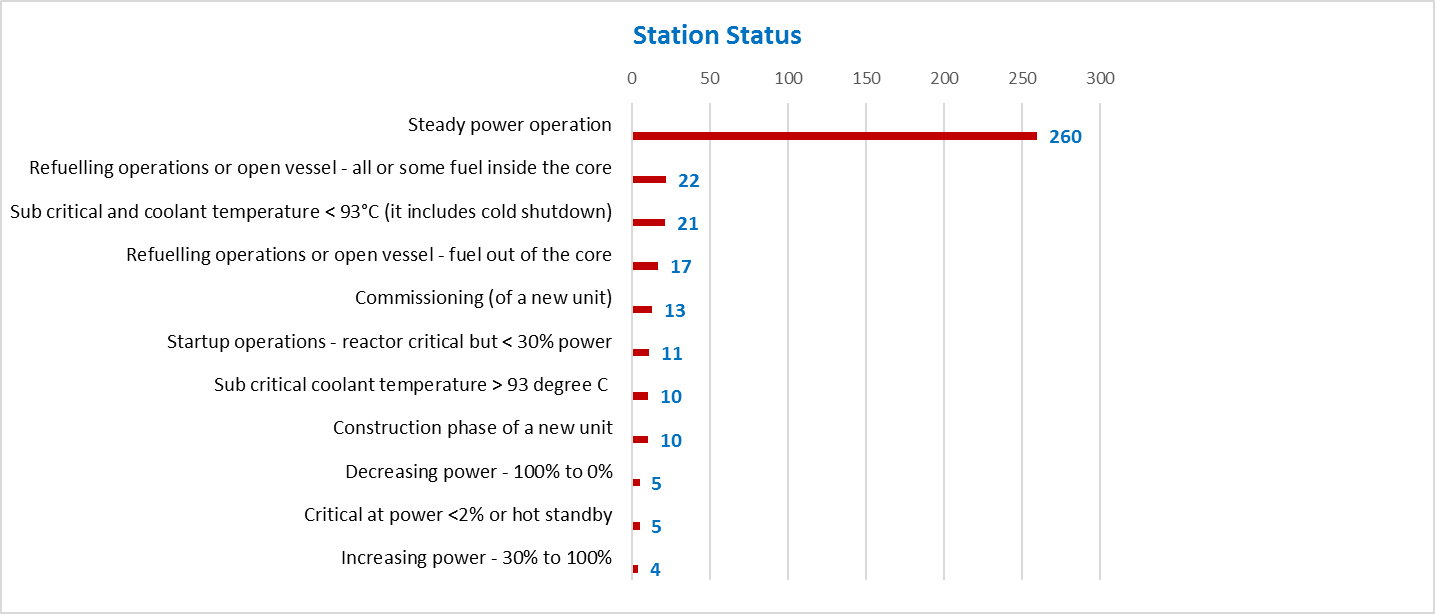 Station Status
0 50 100 150 200 250 300
Steady power operation 260
Refuelling operations or open vessel - all or some fuel inside the core 22
Sub critical and coolant temperature < 93°C (it includes cold shutdown) 21
Refuelling operations or open vessel - fuel out of the core 17
Commissioning (of a new unit) 13
Startup operations - reactor critical but < 30% power 11
Sub critical coolant temperature > 93 degree C 10
Construction phase of a new unit 10
Decreasing power - 100% to 0% 5
Critical at power <2% or hot standby 5
Increasing power - 30% to 100% 4